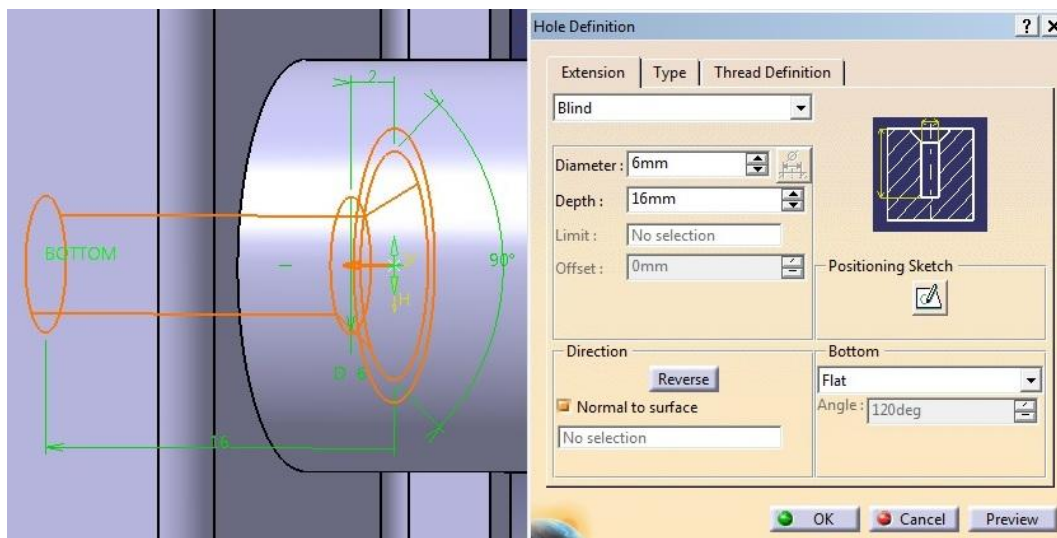 2
BOTTOM
90°
H
D 6
16
Hole Definition
? X
Extension
Type
Thread Definition
Blind
Diameter : 6mm
Depth : 16mm
Limit : No selection
Offset : 0mm
Positioning Sketch
Direction
Reverse
Normal to surface
No selection
Bottom
Flat
Angle : 120deg
OK
Cancel
Preview